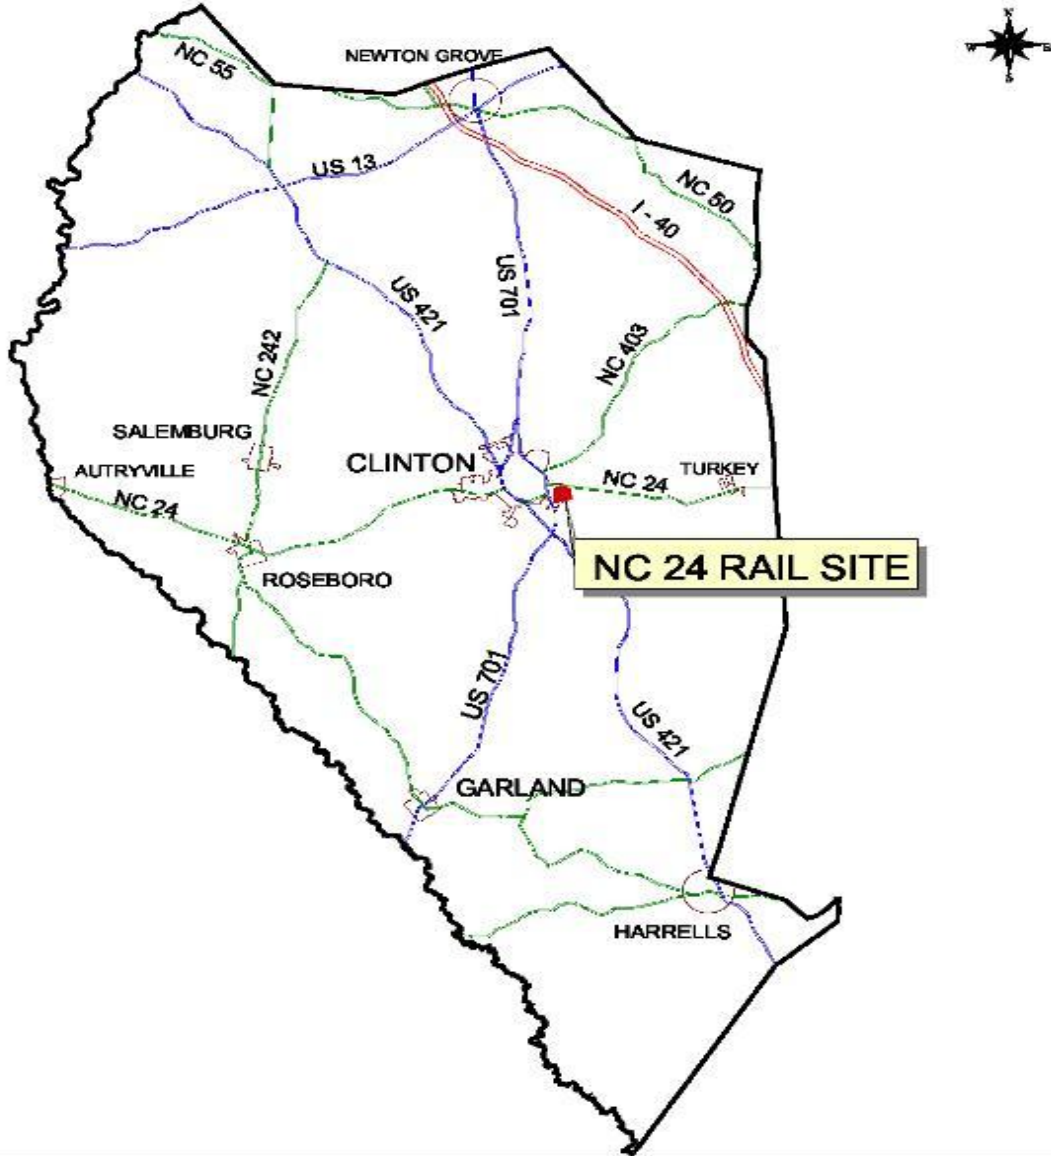 N
W
E
S
NEWTON GROVE
NC 55
US 13
NC 50
I - 40
US 701
US 421
NC 403
NC 242
SALEMBURG
CLINTON
AUTRYVILLE
TURKEY
NC 24
NC 24
NC 24 RAIL SITE
ROSEBORO
US 701
US 421
GARLAND
HARRELLS